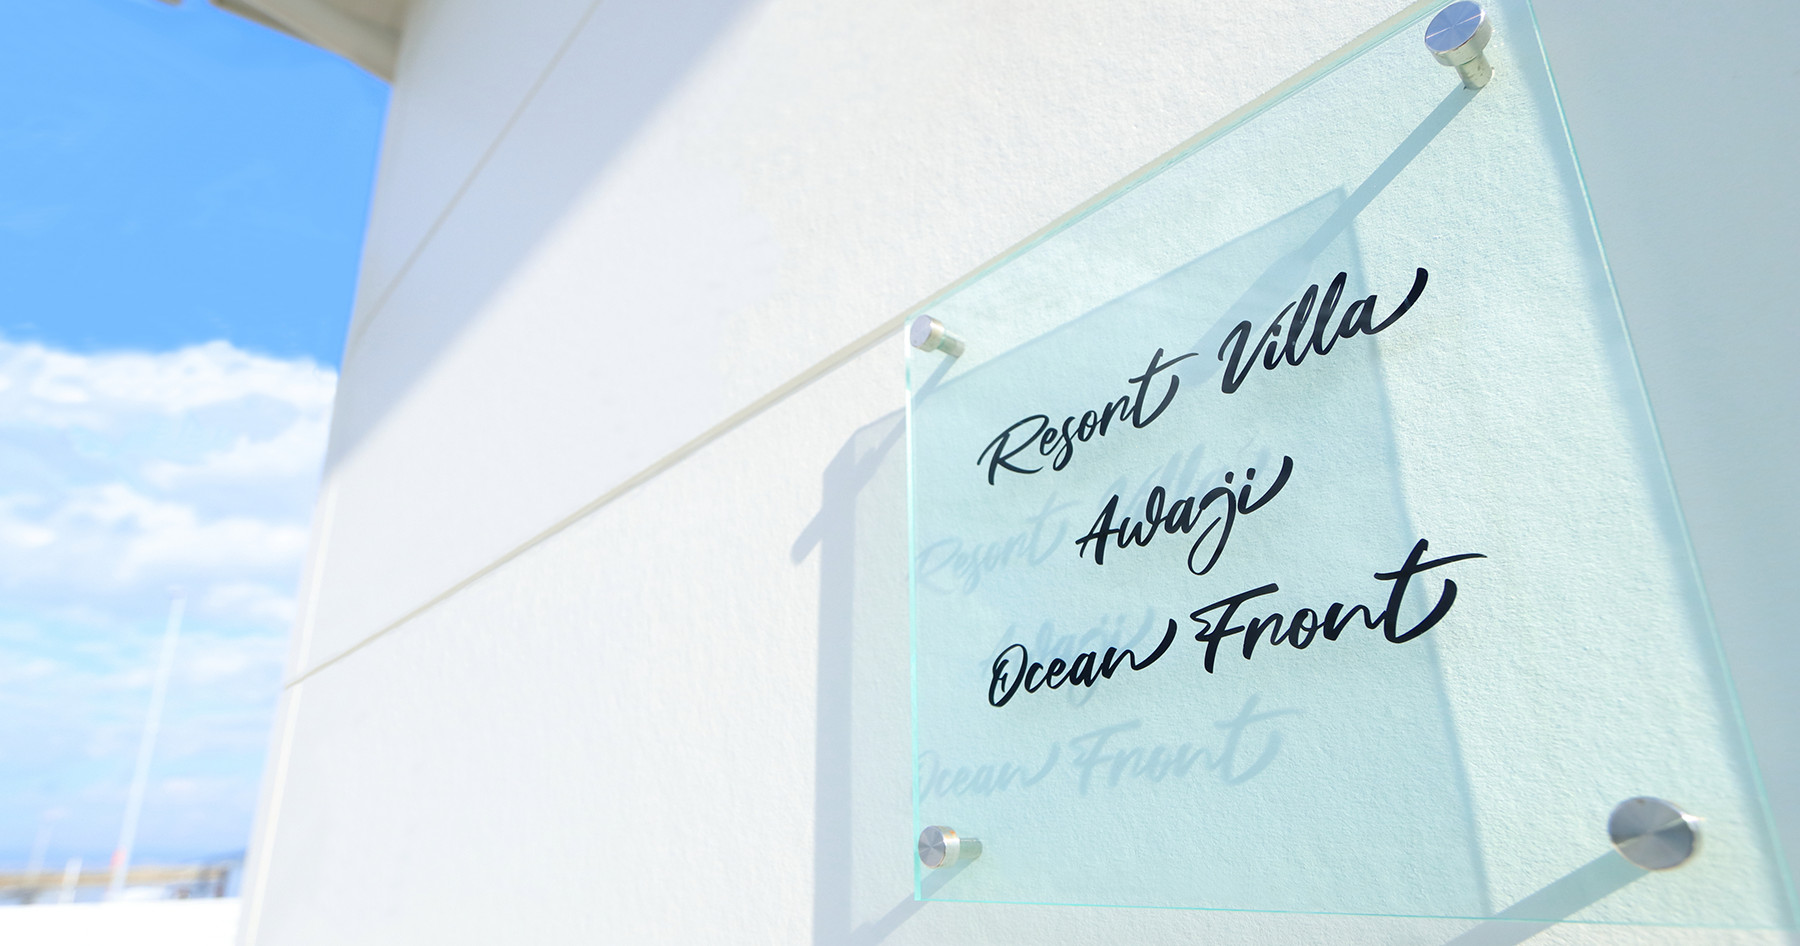 Resort Villa
Awaji
Ocean Front